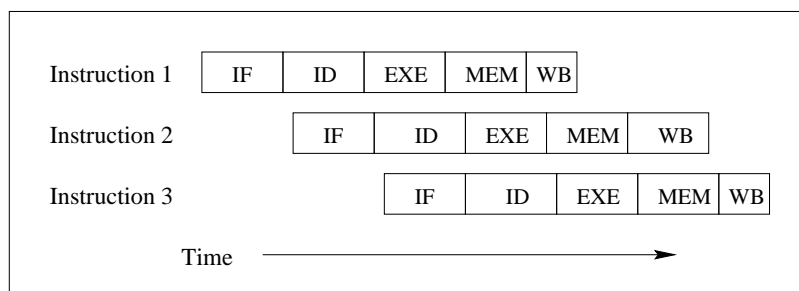 Instruction 1 IF ID EXE MEM WB
Instruction 2 IF ID EXE MEM WB
Instruction 3 IF ID EXE MEM WB
Time